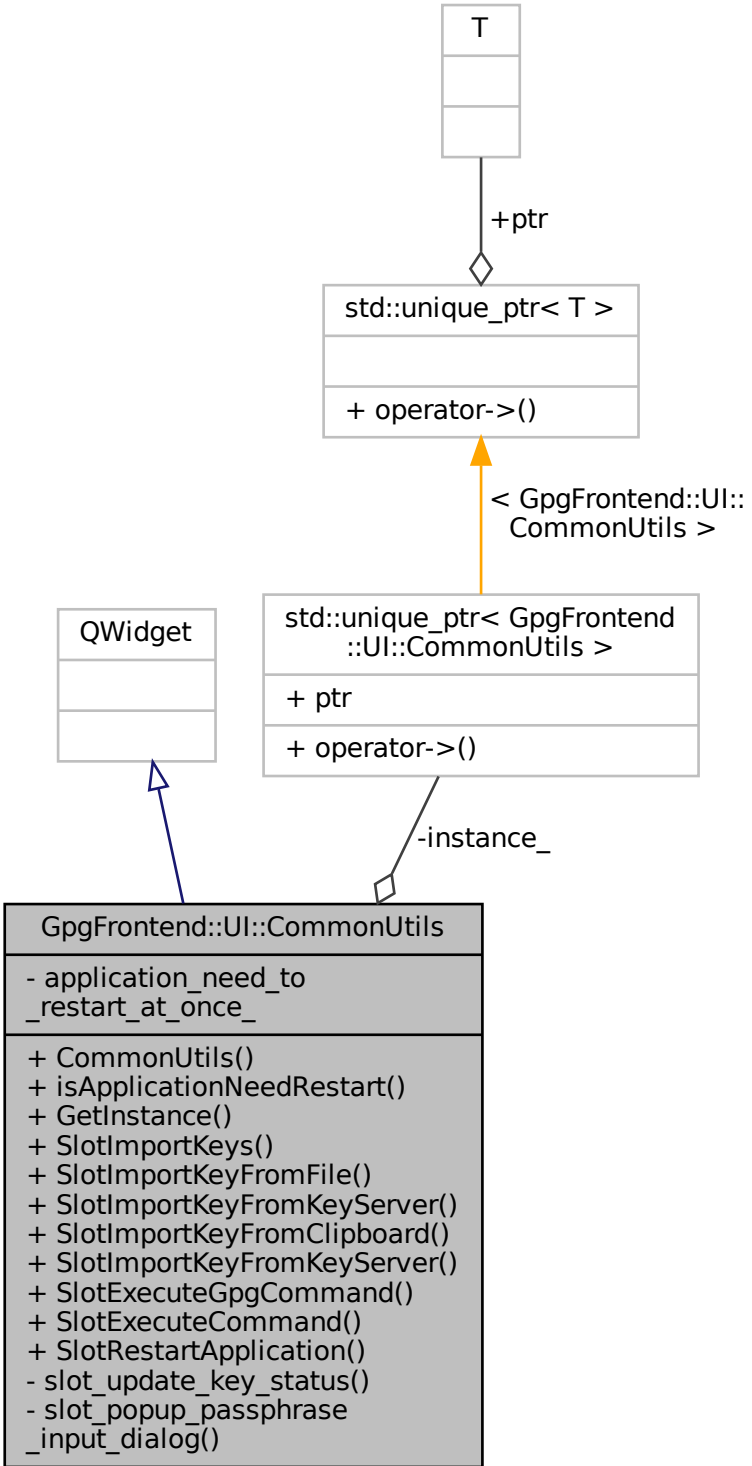 T
+ptr
std::unique_ptr< T >
+ operator->()
< GpgFrontend::UI::
CommonUtils >
QWidget
std::unique_ptr< GpgFrontend
::UI::CommonUtils >
+ ptr
+ operator->()
-instance_
GpgFrontend::UI::CommonUtils
- application_need_to
_restart_at_once_
+ CommonUtils()
+ isApplicationNeedRestart()
+ GetInstance()
+ SlotImportKeys()
+ SlotImportKeyFromFile()
+ SlotImportKeyFromKeyServer()
+ SlotImportKeyFromClipboard()
+ SlotImportKeyFromKeyServer()
+ SlotExecuteGpgCommand()
+ SlotExecuteCommand()
+ SlotRestartApplication()
- slot_update_key_status()
- slot_popup_passphrase
_input_dialog()